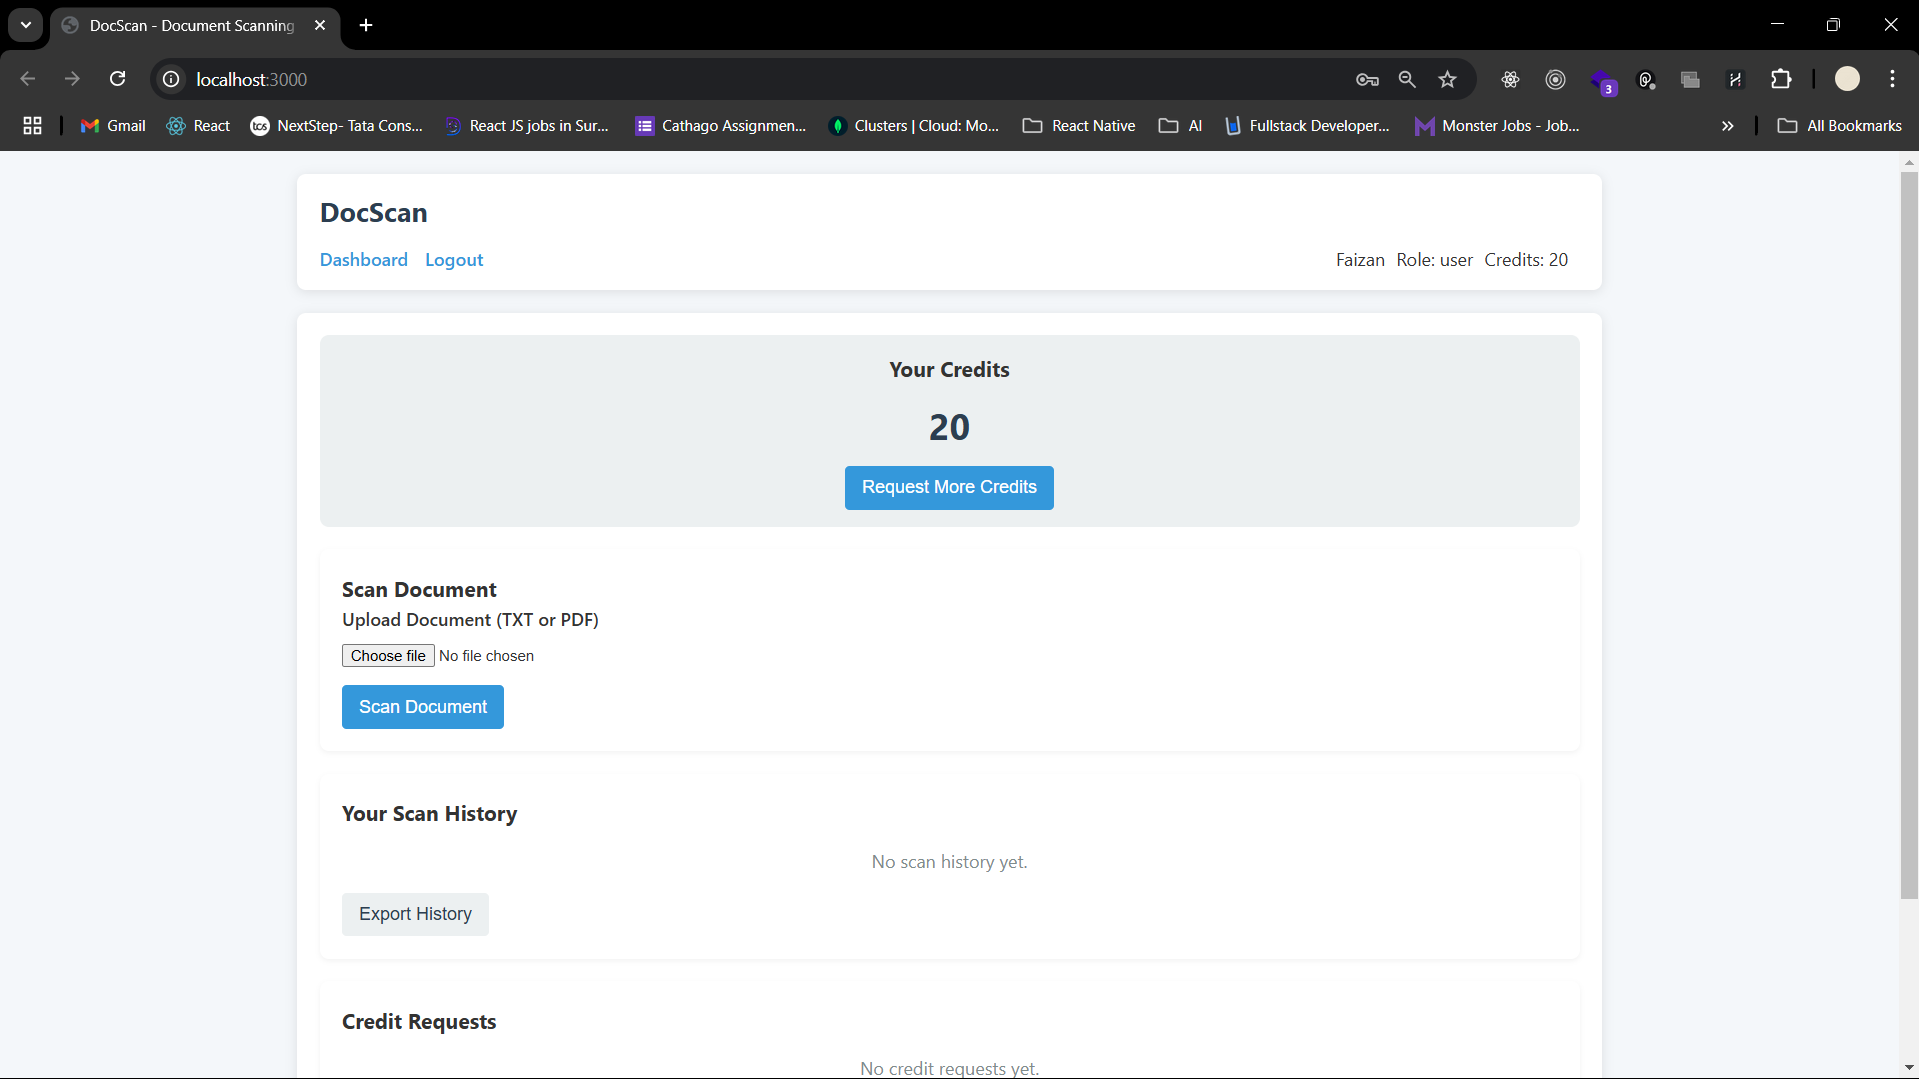 DocScan - Document Scanning
localhost:3000
3
Gmail
React
tcs
NextStep- Tata Cons...
React JS jobs in Sur...
Cathago Assignmen...
Clusters | Cloud: Mo...
React Native
AI
Fullstack Developer...
Monster Jobs - Job...
All Bookmarks
DocScan
Dashboard Logout
Faizan Role: user Credits: 20
Your Credits
20
Request More Credits
Scan Document
Upload Document (TXT or PDF)
Choose file No file chosen
Scan Document
Your Scan History
No scan history yet.
Export History
Credit Requests
No credit requests yet.